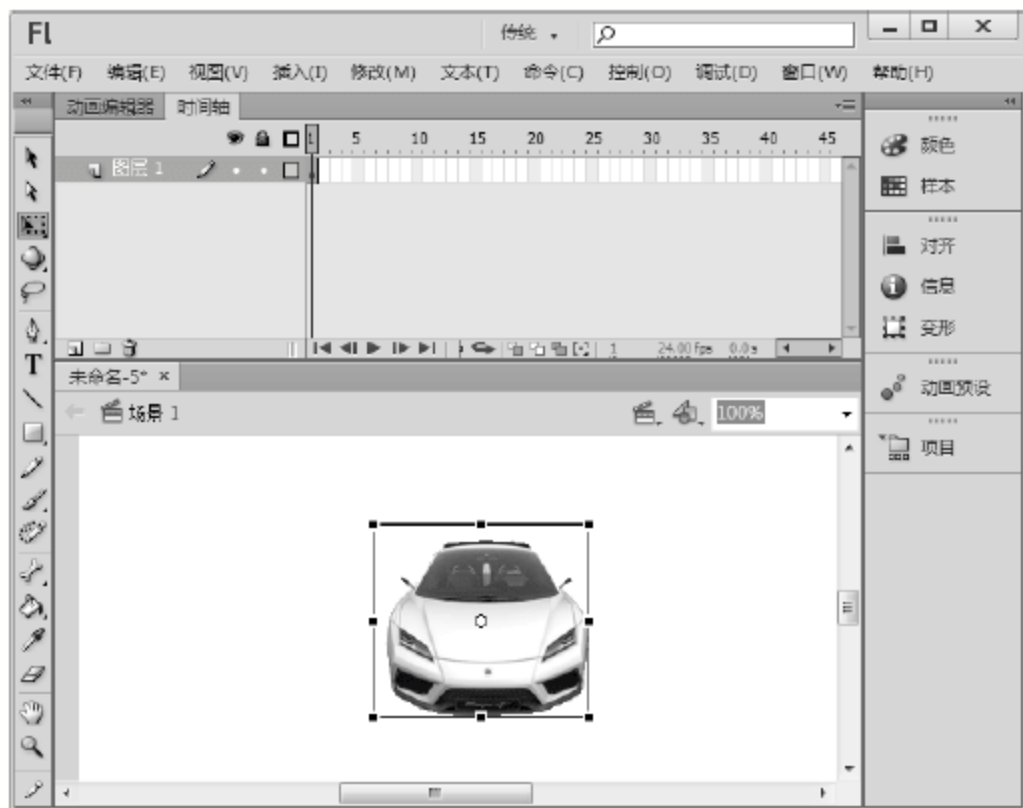 Fl
传统
文件(F) 编辑(E) 视图(V) 插入(I) 修改(M) 文本(T) 命令(C) 控制(O) 调试(D) 窗口(W) 帮助(H)
动画编辑器 时间轴
1 5 10 15 20 25 30 35 40 45
图层 1
1 24.00 fps 0.0 s
未命名-5* ×
场景 1
100%
颜色
样本
对齐
信息
变形
动画预设
项目
T